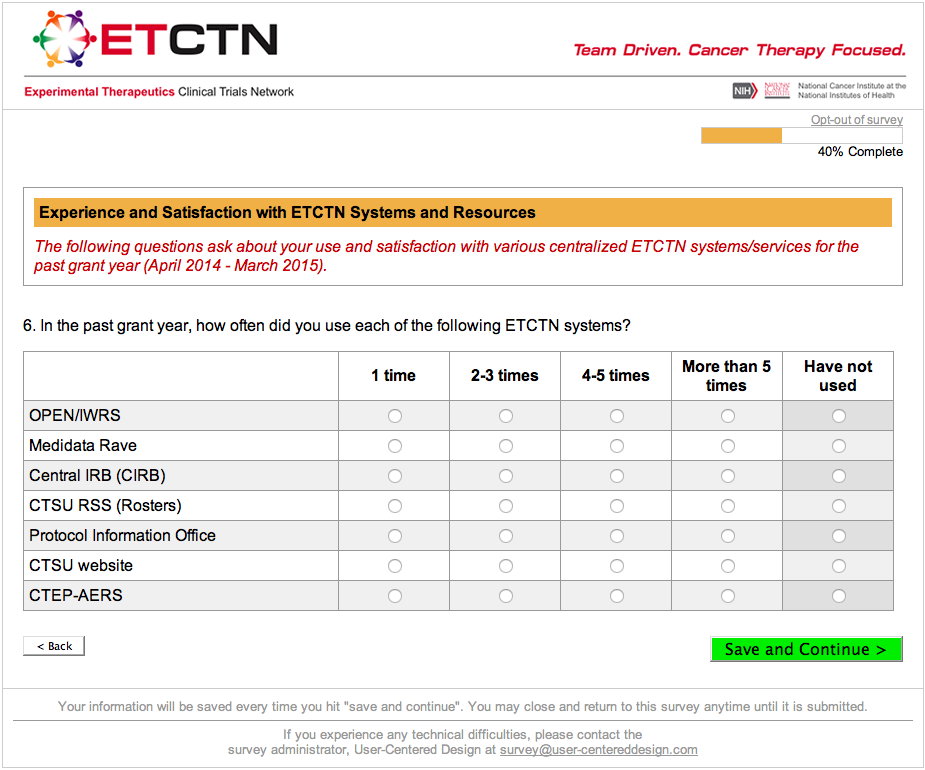 ETCTN
Team Driven. Cancer Therapy Focused.
Experimental Therapeutics Clinical Trials Network
NIH
NATIONAL
CANCER
INSTITUTE
National Cancer Institute at the
National Institutes of Health
Opt-out of survey
40% Complete
Experience and Satisfaction with ETCTN Systems and Resources
The following questions ask about your use and satisfaction with various centralized ETCTN systems/services for the
past grant year (April 2014 - March 2015).
6. In the past grant year, how often did you use each of the following ETCTN systems?
1 time 2-3 times 4-5 times More than 5 times Have not used
OPEN/IWRS
Medidata Rave
Central IRB (CIRB)
CTSU RSS (Rosters)
Protocol Information Office
CTSU website
CTEP-AERS
< Back
Save and Continue >
Your information will be saved every time you hit "save and continue". You may close and return to this survey anytime until it is submitted.
If you experience any technical difficulties, please contact the
survey administrator, User-Centered Design at survey@user-centereddesign.com